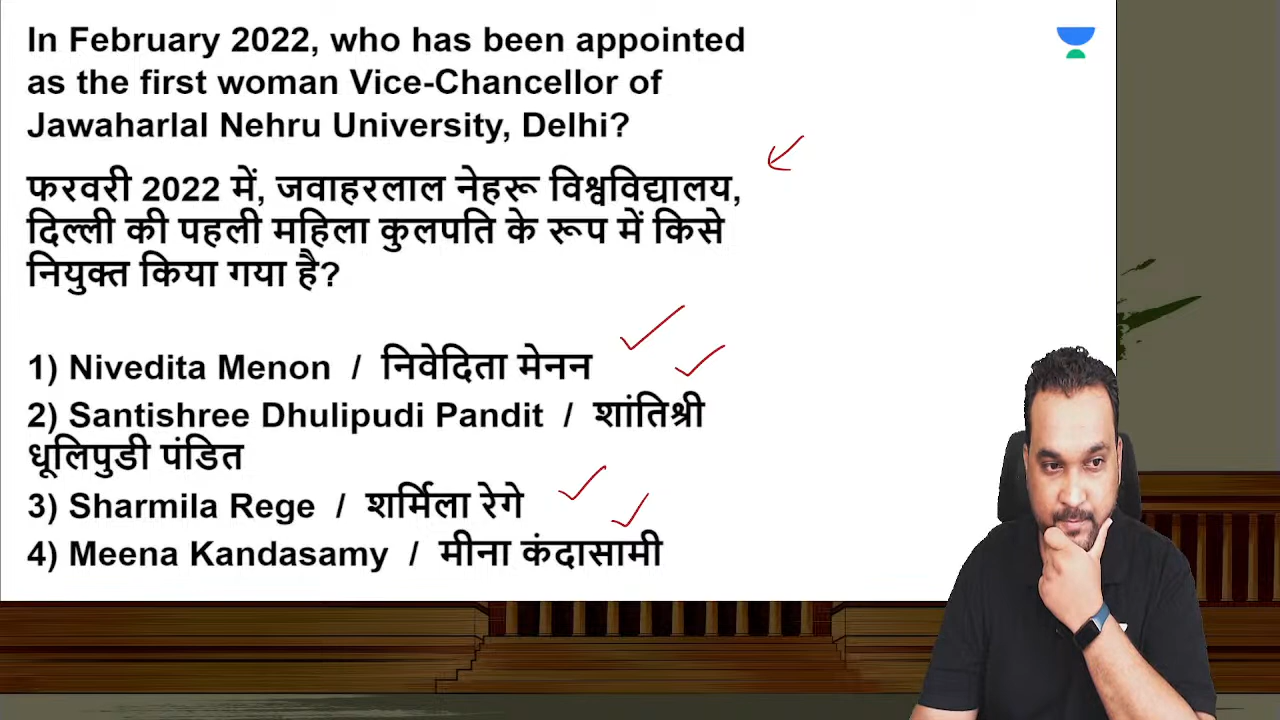 In February 2022, who has been appointed
as the first woman Vice-Chancellor of
Jawaharlal Nehru University, Delhi?
फरवरी 2022 में, जवाहरलाल नेहरू विश्वविद्यालय,
दिल्ली की पहली महिला कुलपति के रूप में किसे
नियुक्त किया गया है?
1) Nivedita Menon / निवेदिता मेनन
2) Santishree Dhulipudi Pandit / शांतिश्री
धूलिपुडी पंडित
3) Sharmila Rege / शर्मिला रेगे
4) Meena Kandasamy / मीना कंदासामी